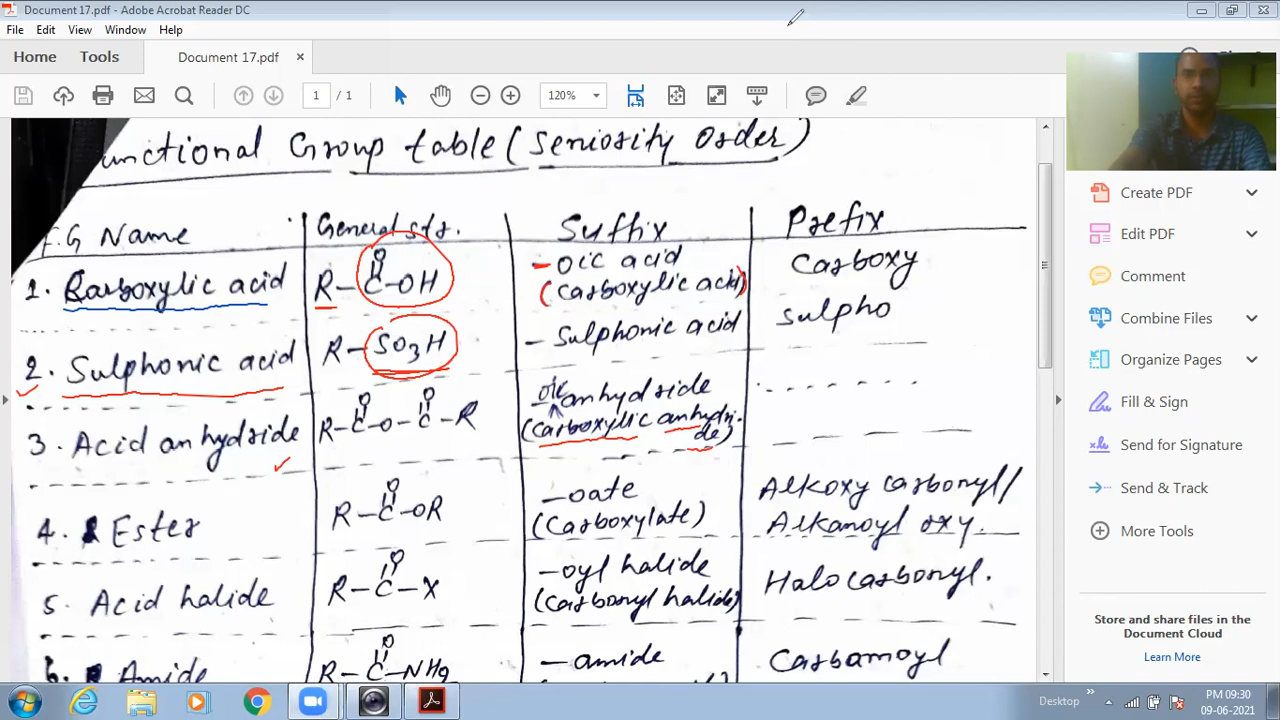 Document 17.pdf - Adobe Acrobat Reader DC
File Edit View Window Help
Home Tools Document 17.pdf ×
1 / 1 120%
unctional Group table (Seniority Order)
F.G Name General str. Suffix Prefix
1. Carboxylic acid R-C-OH O -oic acid (Carboxylic acid) Carboxy
2. Sulphonic acid R-SO3H -Sulphonic acid Sulpho
3. Acid anhydride R-C-O-C-R O O -oic anhydride (Carboxylic anhydride) - - - - - - -
4. Ester R-C-OR O -oate (Carboxylate) Alkoxy carbonyl/ Alkanoyl oxy.
5. Acid halide R-C-X O -oyl halide (Carbonyl halide) Halo carbonyl.
6. Amide R-C-NH2 O -amide Carbamoyl
Create PDF
Edit PDF
Comment
Combine Files
Organize Pages
Fill & Sign
Send for Signature
Send & Track
More Tools
Store and share files in the
Document Cloud
Learn More
Desktop » PM 09:30
09-06-2021